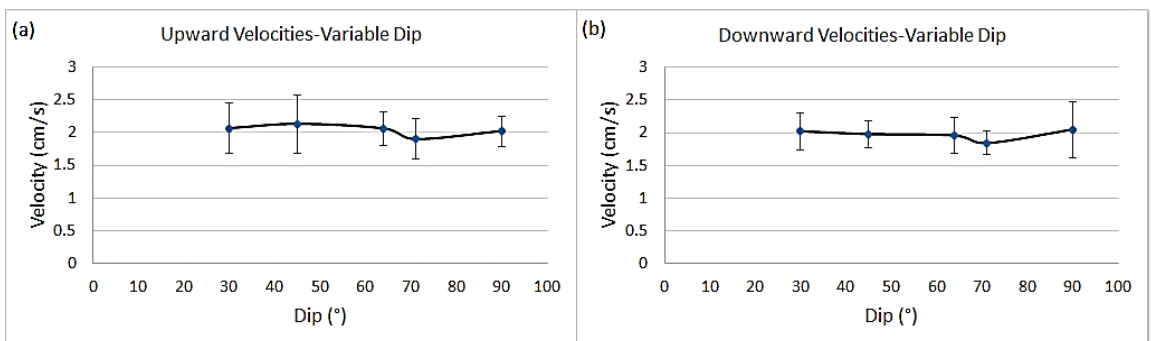 (a)
Upward Velocities-Variable Dip
3
2.5
2
1.5
1
0.5
0
Velocity (cm/s)
0 10 20 30 40 50 60 70 80 90 100
Dip (°)
(b)
Downward Velocities-Variable Dip
3
2.5
2
1.5
1
0.5
0
Velocity (cm/s)
0 10 20 30 40 50 60 70 80 90 100
Dip (°)